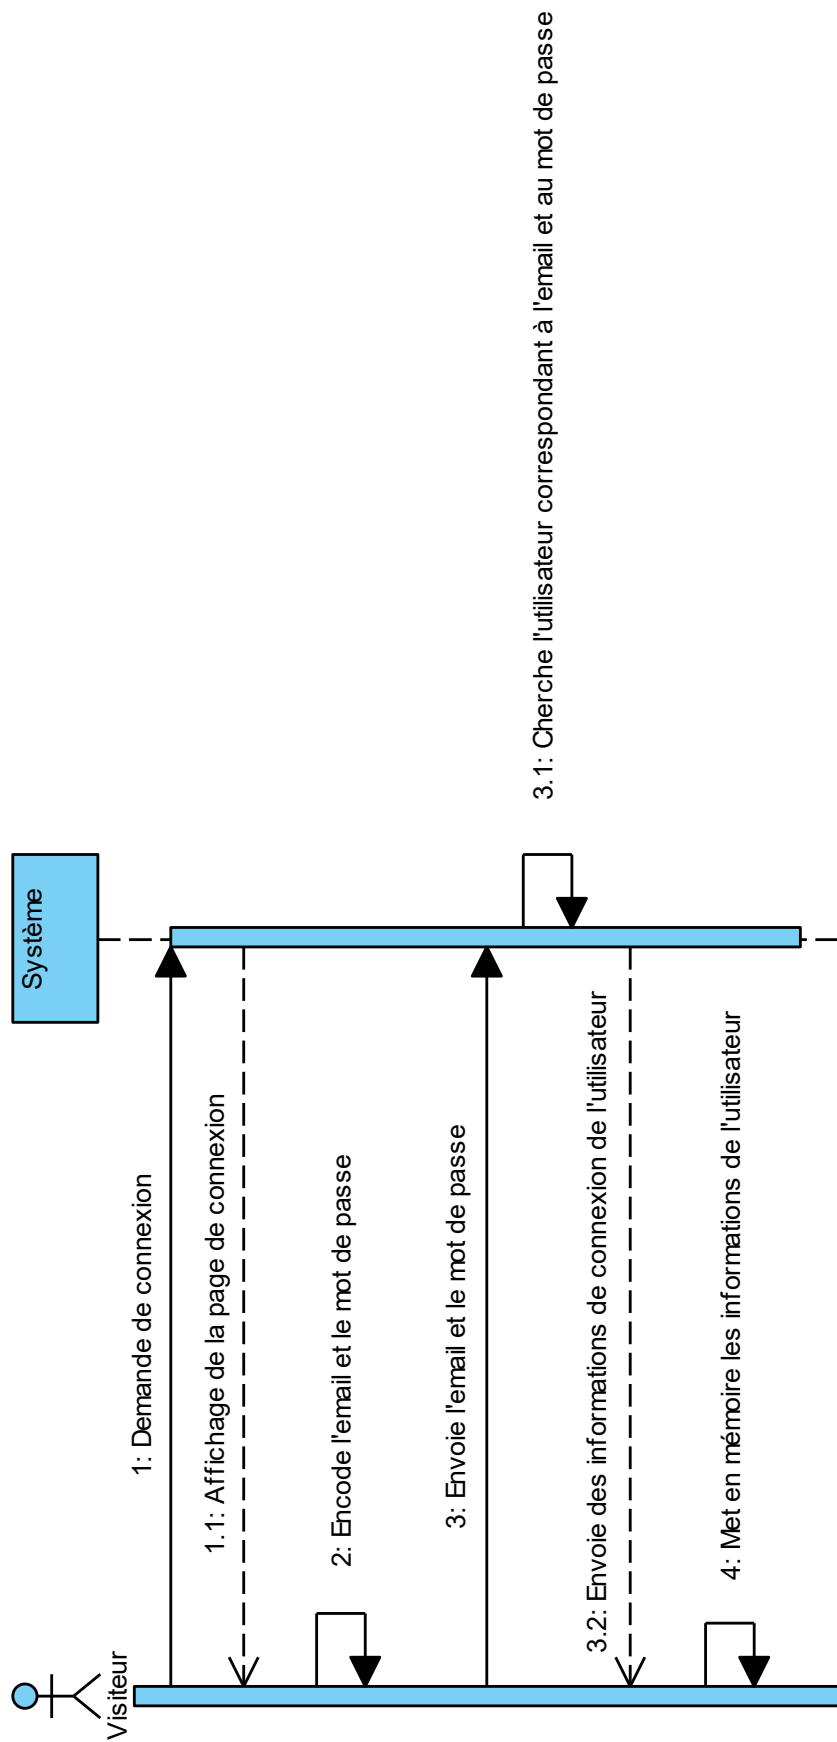 Visiteur
Système
1: Demande de connexion
1.1: Affichage de la page de connexion
2: Encode l'email et le mot de passe
3: Envoie l'email et le mot de passe
3.1: Cherche l'utilisateur correspondant à l'email et au mot de passe
3.2: Envoie des informations de connexion de l'utilisateur
4: Met en mémoire les informations de l'utilisateur